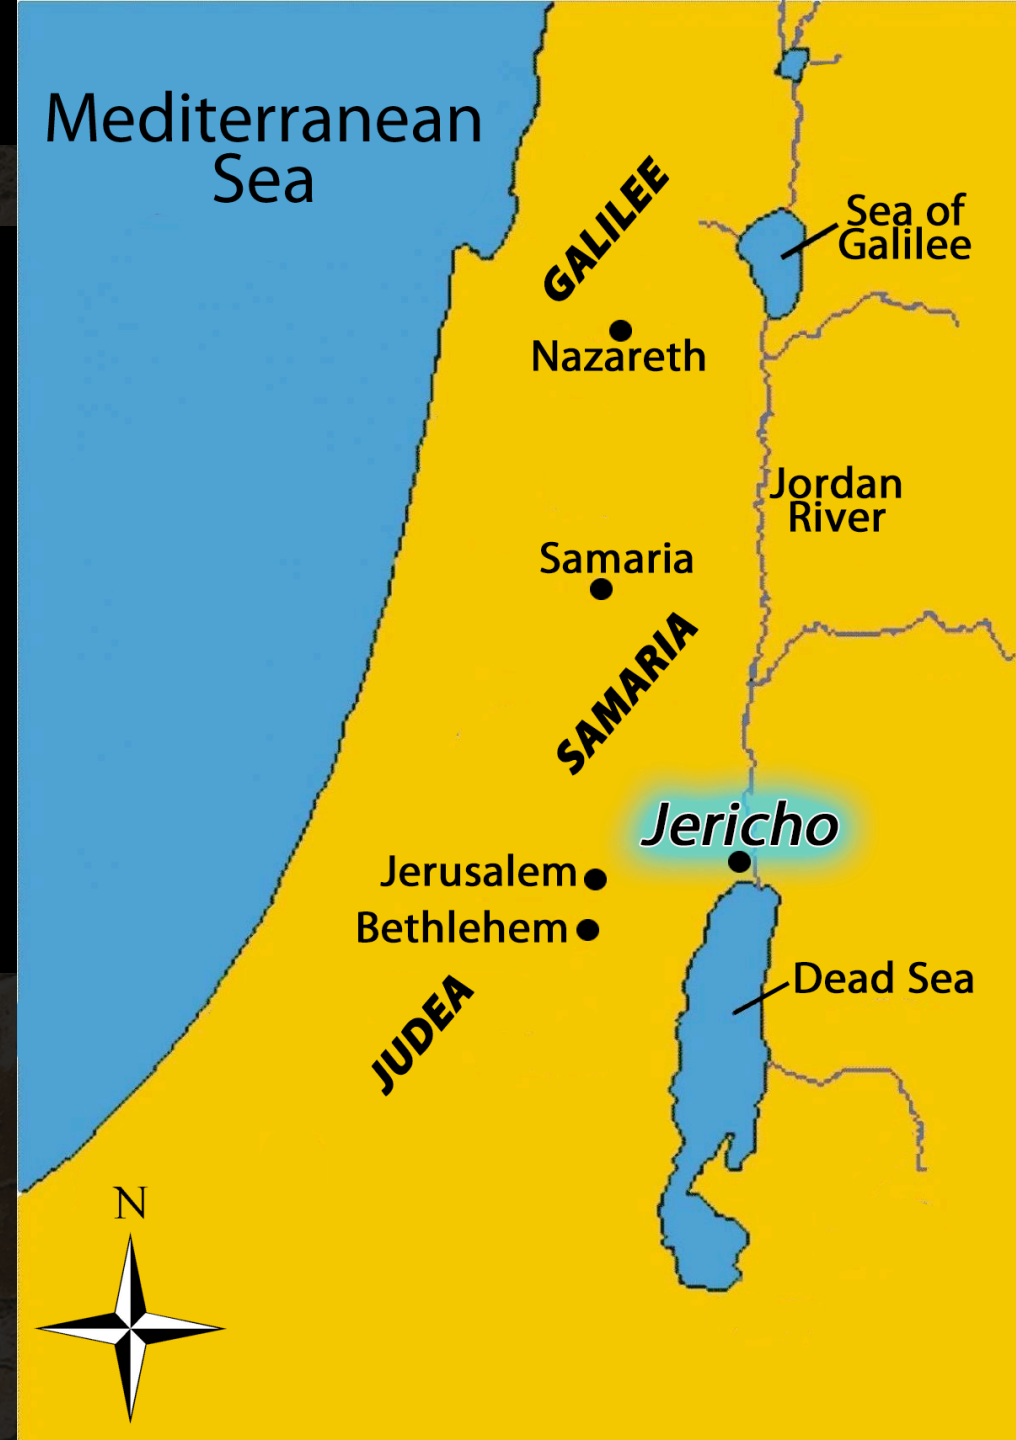 Mediterranean
Sea
GALILEE
Sea of
Galilee
Nazareth
Jordan
River
Samaria
SAMARIA
Jericho
Jerusalem
Bethlehem
Dead Sea
JUDEA
N